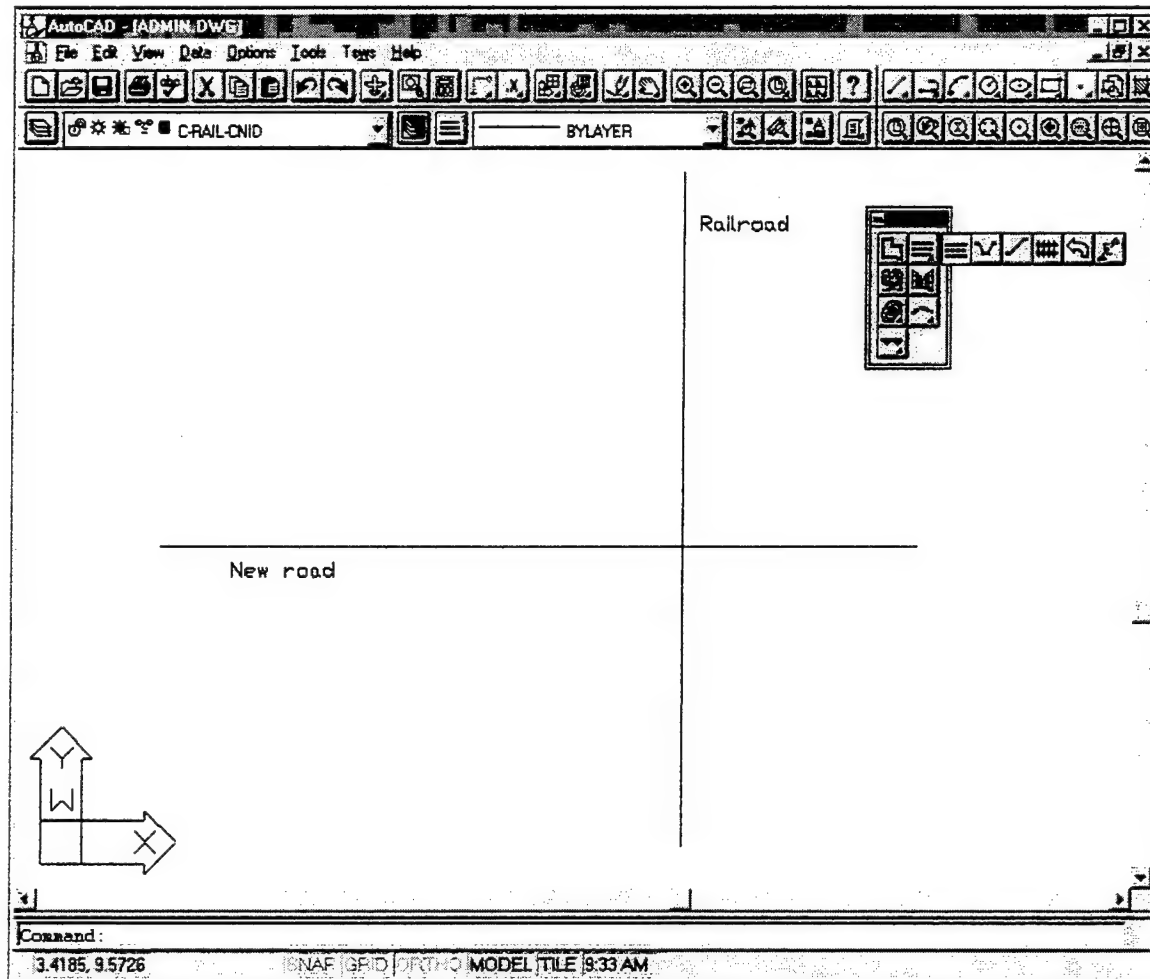 AutoCAD - [ADMIN.DWG]
File Edit View Data Options Tools Tsws Help
C-RAIL-CNID BYLAYER
Railroad
New road
Y
W
X
Command:
3.4185, 9.5726 SNAP GRID ORTHO MODEL TILE 9:33 AM